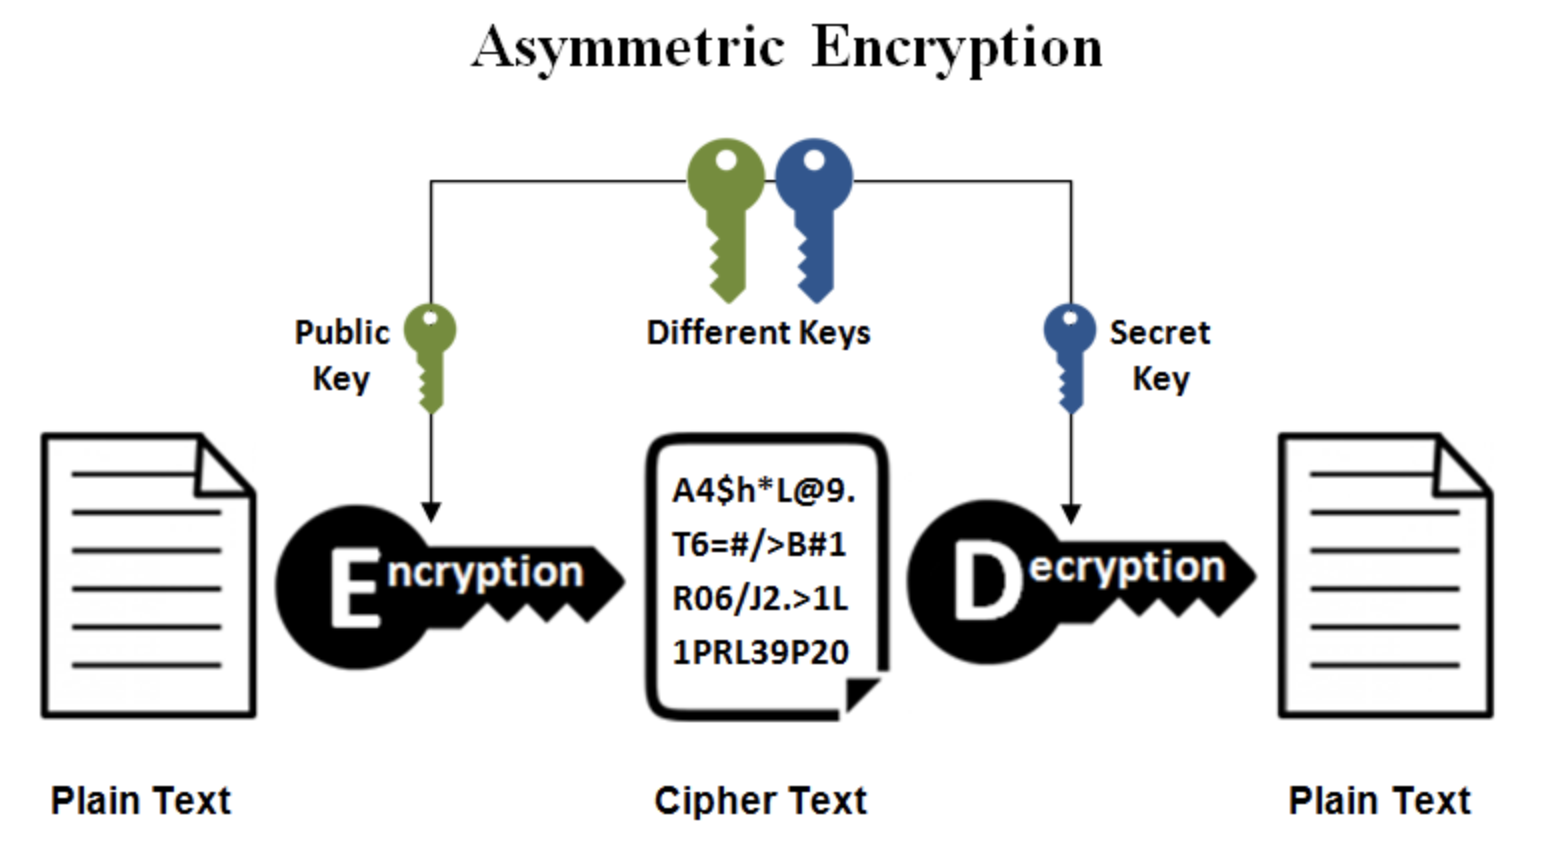 Asymmetric Encryption
Public
Key
Different Keys
Secret
Key
Encryption
A4$h*L@9.
T6=#/>B#1
R06/J2.>1L
1PRL39P20
Decryption
Plain Text
Cipher Text
Plain Text